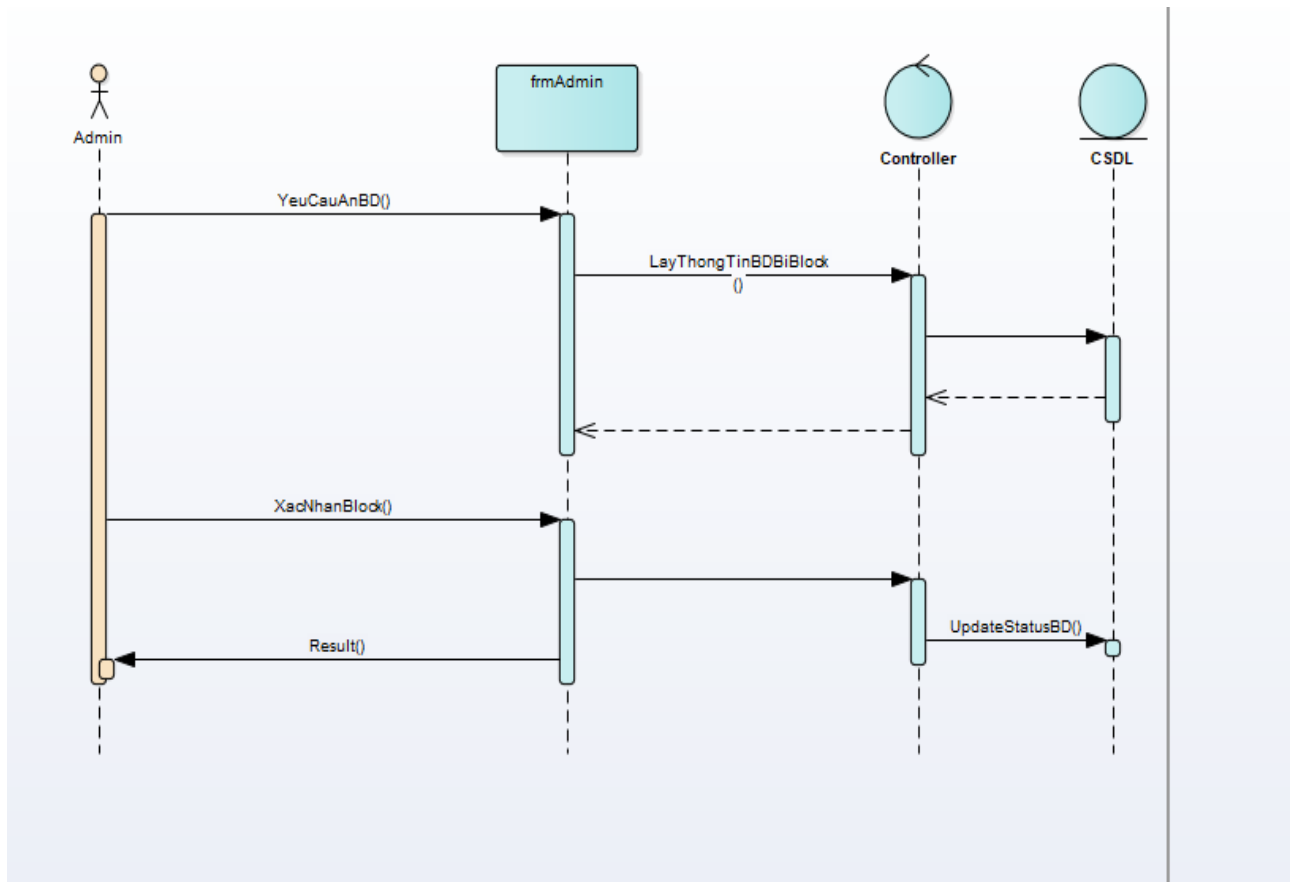 frmAdmin
Admin
Controller
CSDL
YeuCauAnBD()
LayThongTinBDBiBlock
()
XacNhanBlock()
UpdateStatusBD()
Result()